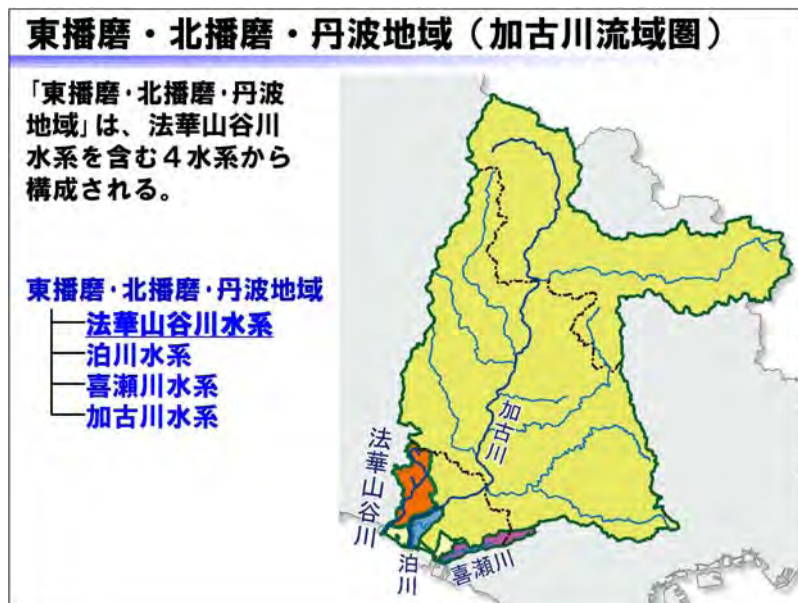 東播磨・北播磨・丹波地域（加古川流域圏）
「東播磨・北播磨・丹波
地域」は、法華山谷川
水系を含む４水系から
構成される。
東播磨・北播磨・丹波地域
法華山谷川水系
泊川水系
喜瀬川水系
加古川水系
加古川
法華山谷川
泊川
喜瀬川